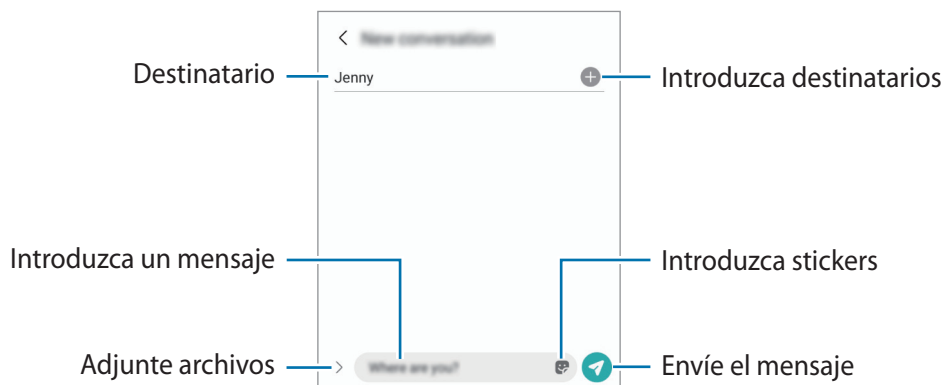 New conversation
Destinatario
Jenny
Introduzca destinatarios
Introduzca un mensaje
Introduzca stickers
Adjunte archivos
Where are you?
Envíe el mensaje